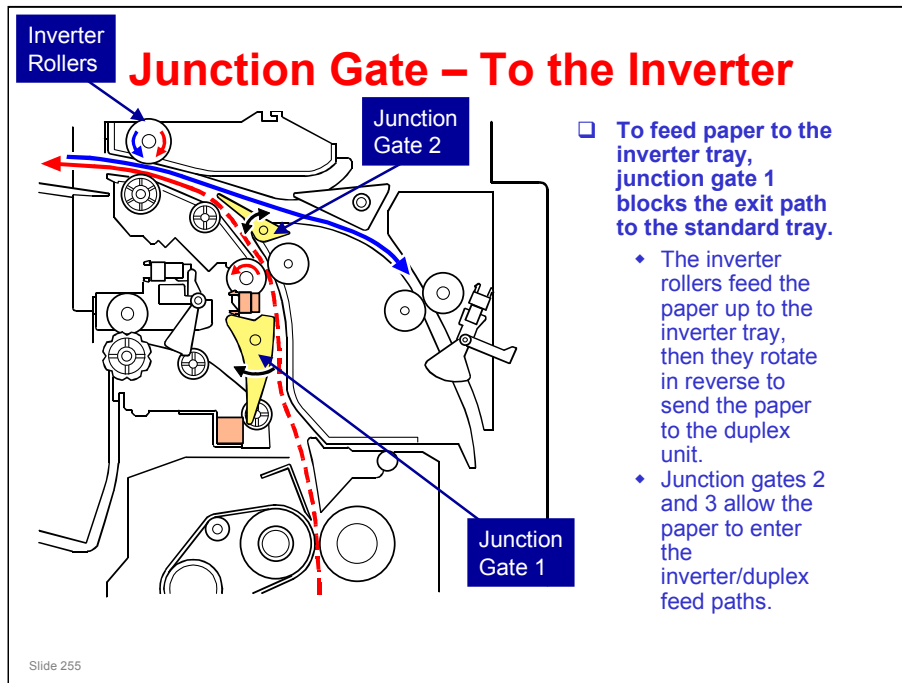 Inverter
Rollers
Junction Gate – To the Inverter
Junction
Gate 2
❑ To feed paper to the
inverter tray,
junction gate 1
blocks the exit path
to the standard tray.
◆ The inverter
rollers feed the
paper up to the
inverter tray,
then they rotate
in reverse to
send the paper
to the duplex
unit.
◆ Junction gates 2
and 3 allow the
paper to enter
the
inverter/duplex
feed paths.
Junction
Gate 1
Slide 255